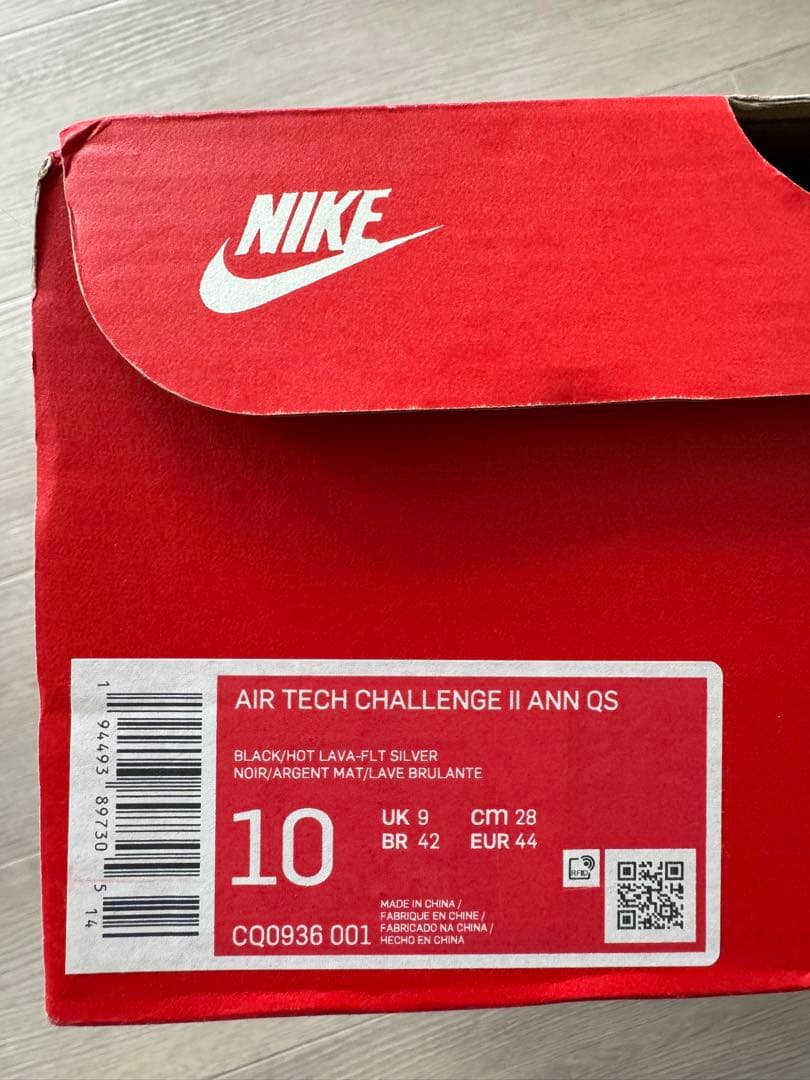 NIKE
AIR TECH CHALLENGE II ANN QS
BLACK/HOT LAVA-FLT SILVER
NOIR/ARGENT MAT/LAVE BRULANTE
10
UK 9 cm 28
BR 42 EUR 44
RFID
CQ0936 001
MADE IN CHINA /
FABRIQUE EN CHINE /
FABRICADO NA CHINA /
HECHO EN CHINA
1 94493 89730 5 14